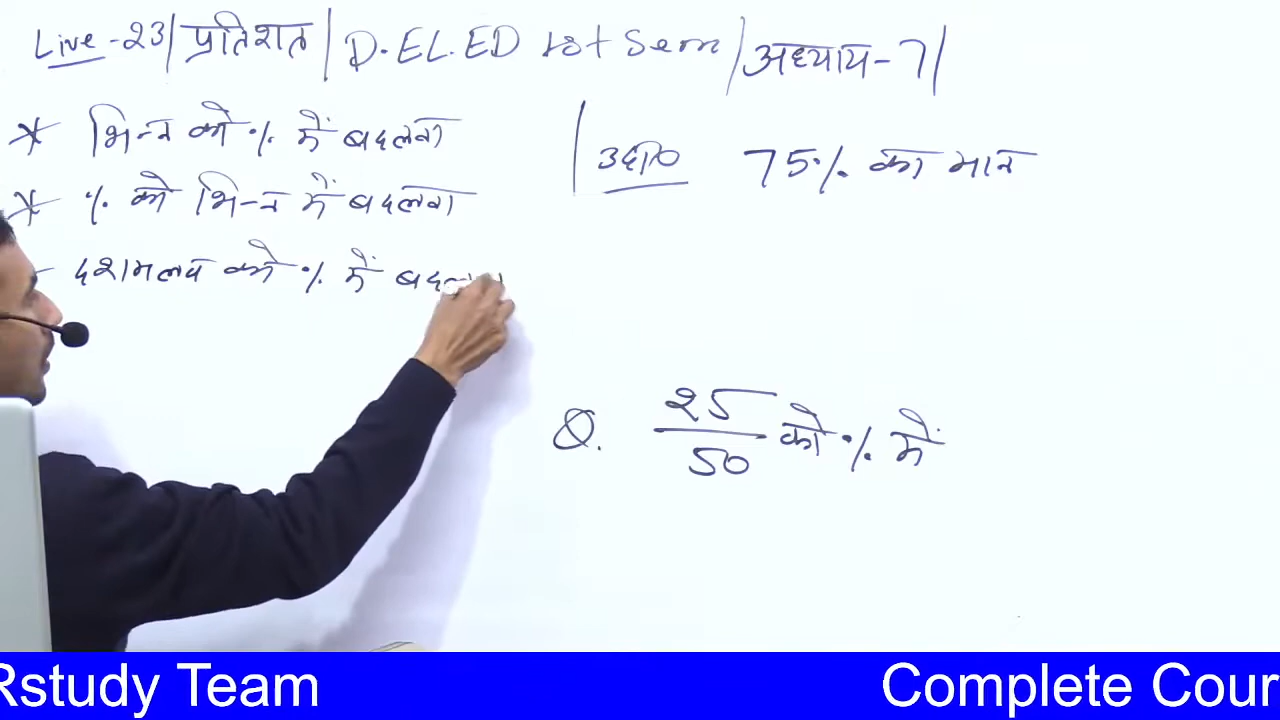 Live-23|प्रतिशत|D.EL.ED 1st Sem|अध्याय-7|
* भिन्न को % में बदलना
* % को भिन्न में बदलना
दशमलव को % में
उदा० 75% का मान
Q. 25/50 को % में
Rstudy Team
Complete Cour